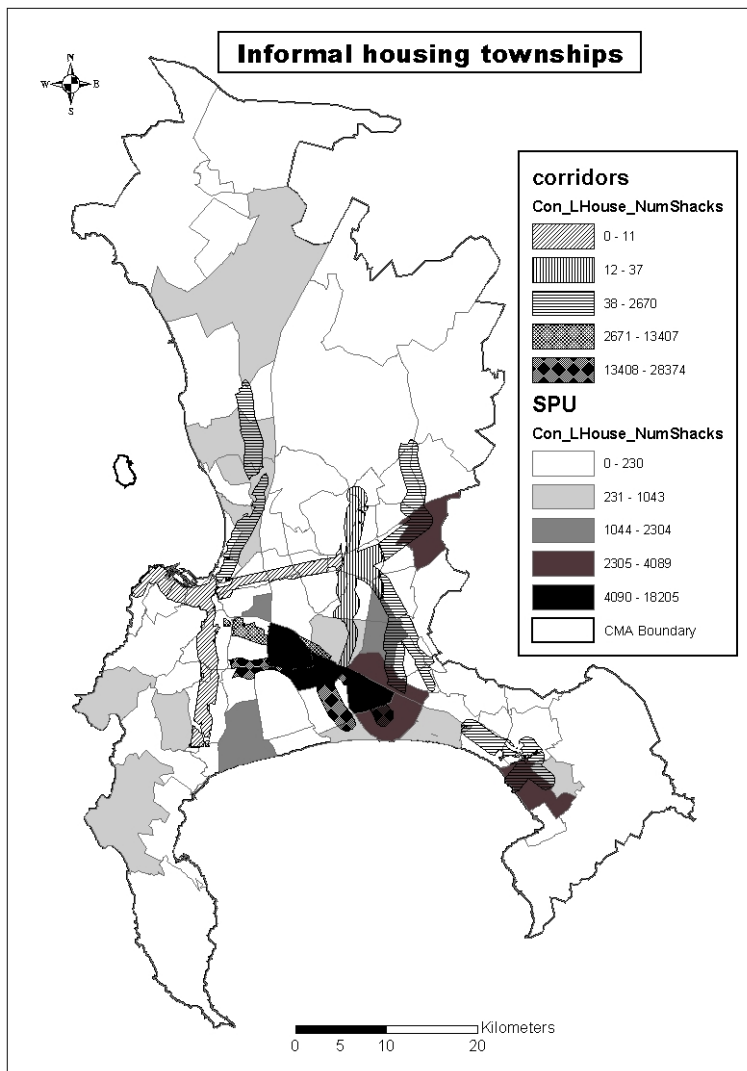 Informal housing townships
N
W E
S
corridors
Con_LHouse_NumShacks
0 - 11
12 - 37
38 - 2670
2671 - 13407
13408 - 28374
SPU
Con_LHouse_NumShacks
0 - 230
231 - 1043
1044 - 2304
2305 - 4089
4090 - 18205
CMA Boundary
Kilometers
0 5 10 20